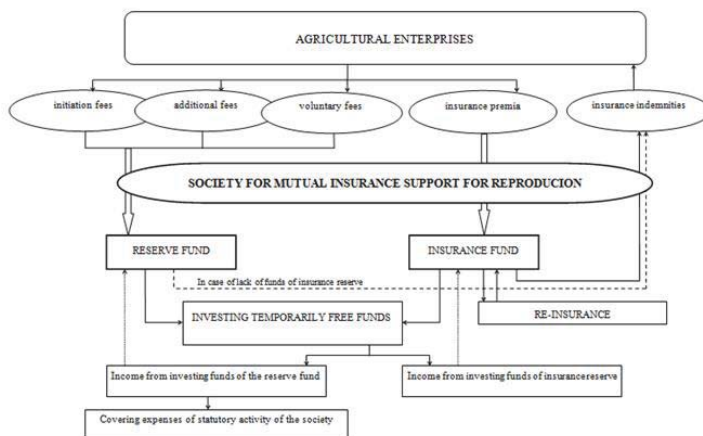 AGRICULTURAL ENTERPRISES
initiation fees
additional fees
voluntary fees
insurance premia
insurance indemnities
SOCIETY FOR MUTUAL INSURANCE SUPPORT FOR REPRODUCION
RESERVE FUND
INSURANCE FUND
In case of lack of funds of insurance reserve
INVESTING TEMPORARILY FREE FUNDS
RE-INSURANCE
Income from investing funds of the reserve fund
Income from investing funds of insurance reserve
Covering expenses of statutory activity of the society